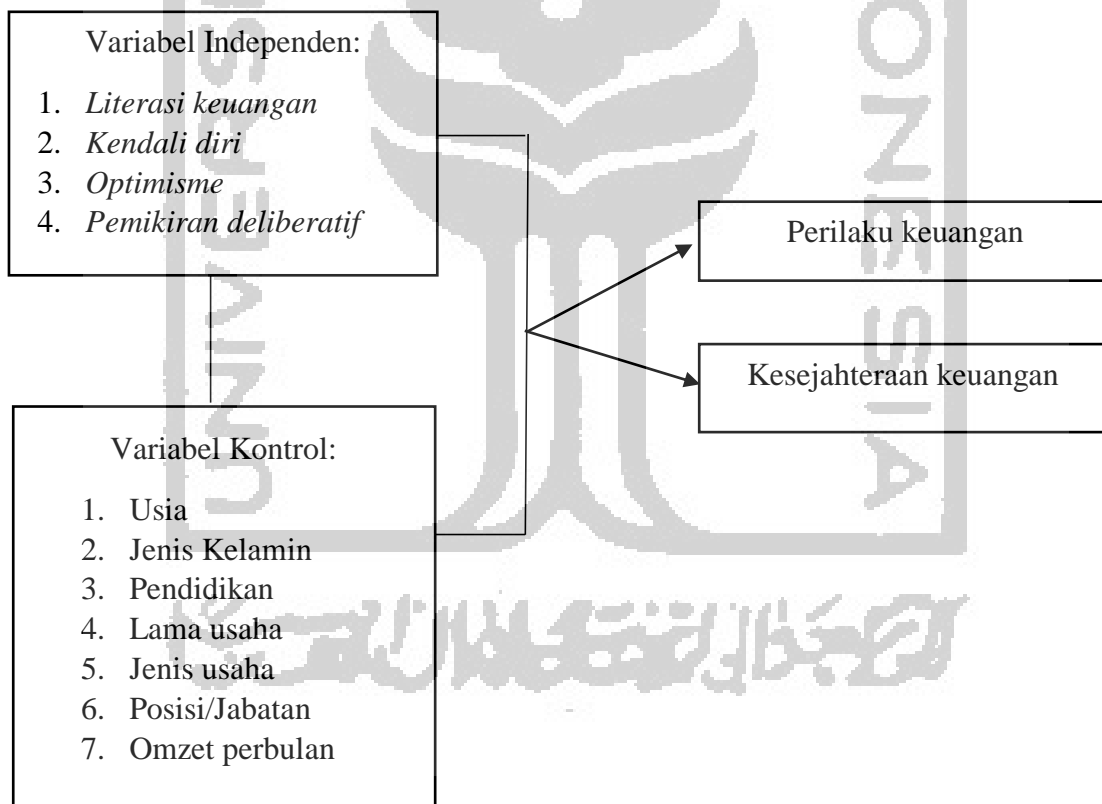 Variabel Independen:
1. Literasi keuangan
2. Kendali diri
3. Optimisme
4. Pemikiran deliberatif
Perilaku keuangan
Kesejahteraan keuangan
Variabel Kontrol:
1. Usia
2. Jenis Kelamin
3. Pendidikan
4. Lama usaha
5. Jenis usaha
6. Posisi/Jabatan
7. Omzet perbulan
UNIVERSI
ONESIA